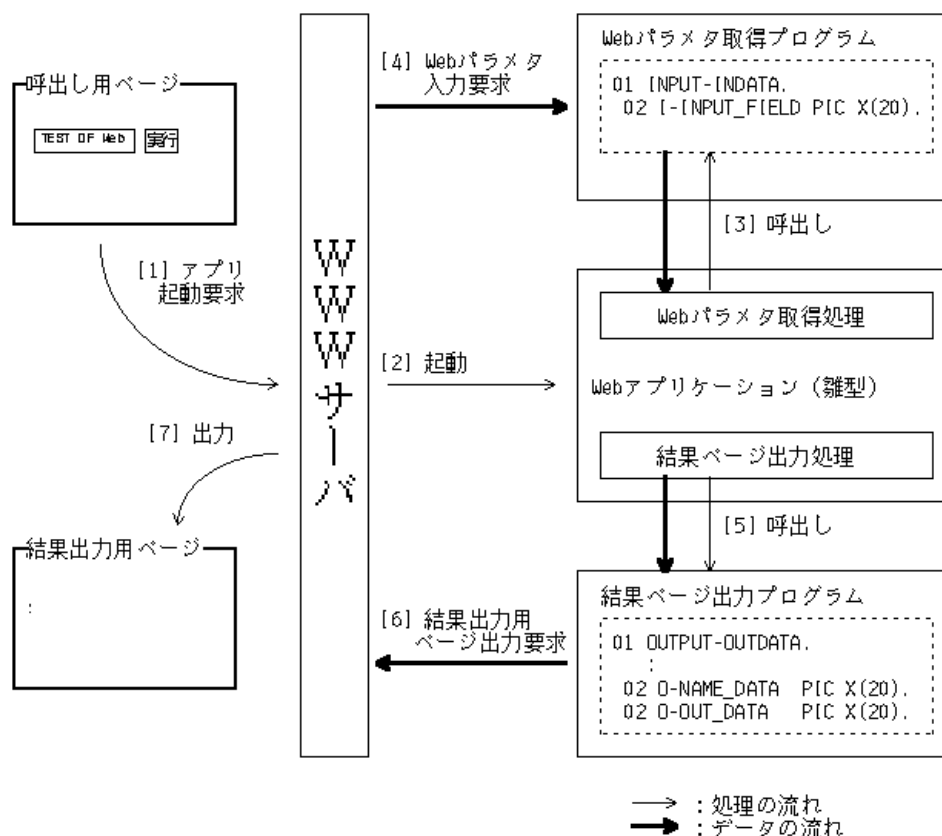 呼出し用ページ
TEST OF Web
実行
[1] アプリ
起動要求
[7] 出力
結果出力用ページ
:
WWWサーバ
[4] Webパラメタ
入力要求
[2] 起動
[6] 結果出力用
ページ出力要求
Webパラメタ取得プログラム
01 INPUT-INDATA.
02 I-INPUT_FIELD PIC X(20).
[3] 呼出し
Webパラメタ取得処理
Webアプリケーション (雛型)
結果ページ出力処理
[5] 呼出し
結果ページ出力プログラム
01 OUTPUT-OUTDATA.
:
02 O-NAME_DATA PIC X(20).
02 O-OUT_DATA PIC X(20).
:処理の流れ
:データの流れ